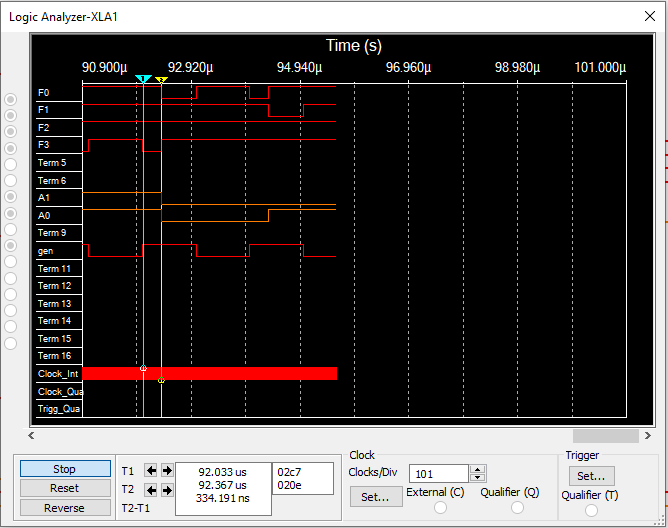 Logic Analyzer-XLA1
Time (s)
90.900µ 92.920µ 94.940µ 96.960µ 98.980µ 101.000µ
1 2
F0
F1
F2
F3
Term 5
Term 6
A1
A0
Term 9
gen
Term 11
Term 12
Term 13
Term 14
Term 15
Term 16
Clock_Int
Clock_Qua
Trigg_Qua
Stop
Reset
Reverse
T1
T2
T2-T1
92.033 us
92.367 us
334.191 ns
02c7
020e
Clock
Clocks/Div 101
Set... External (C) Qualifier (Q)
Trigger
Set...
Qualifier (T)